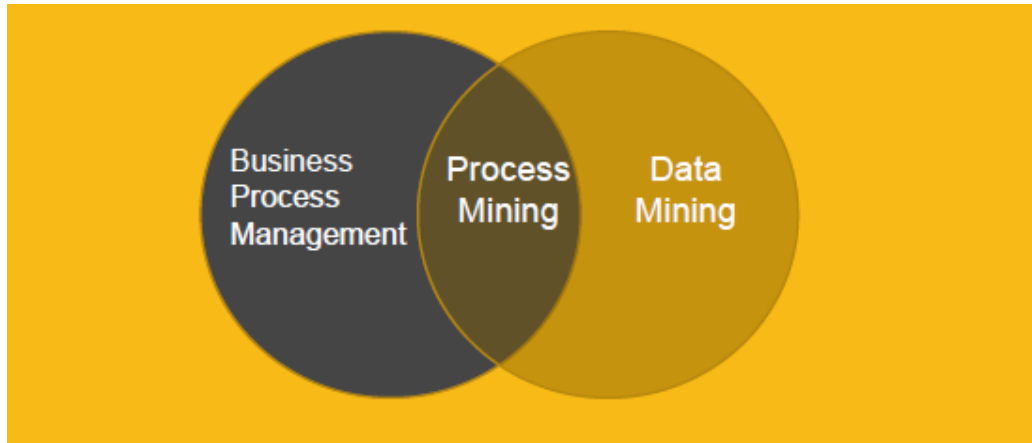 Business
Process
Management
Process
Mining
Data
Mining